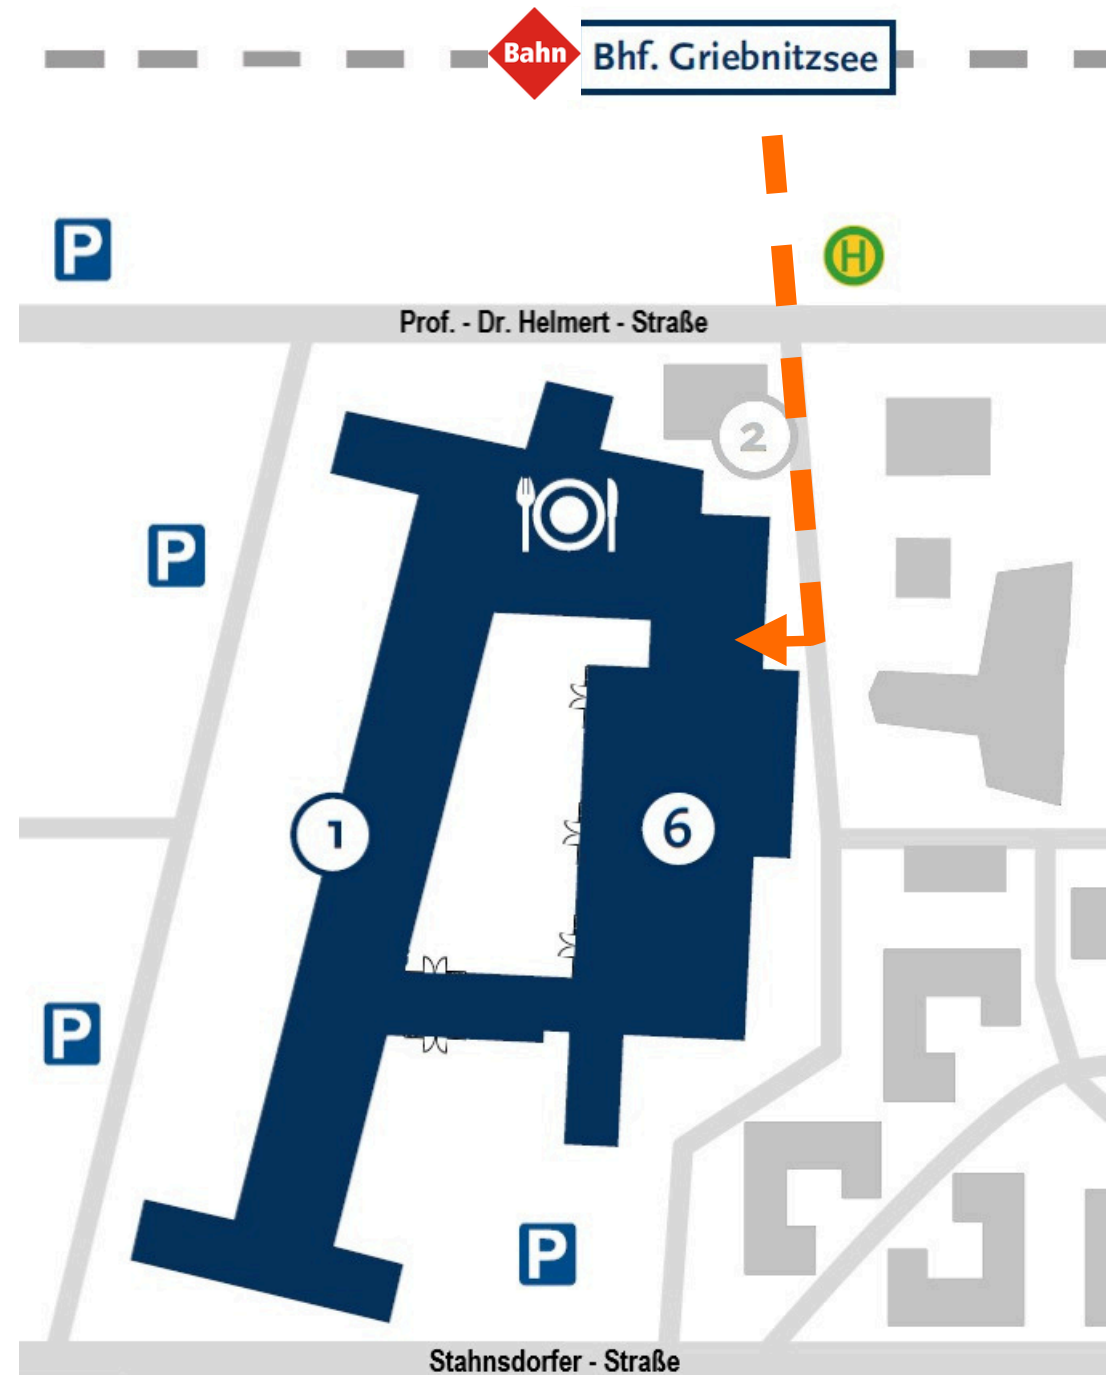 Bahn Bhf. Griebnitzsee
P
H
Prof. - Dr. Helmert - Straße
2
P
1
6
P
P
Stahnsdorfer - Straße